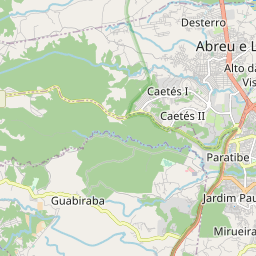 Desterro
Abreu e L
Alto da
Vis
Caetés I
Caetés II
Paratibe
Guabiraba
Jardim Pau
Mirueira